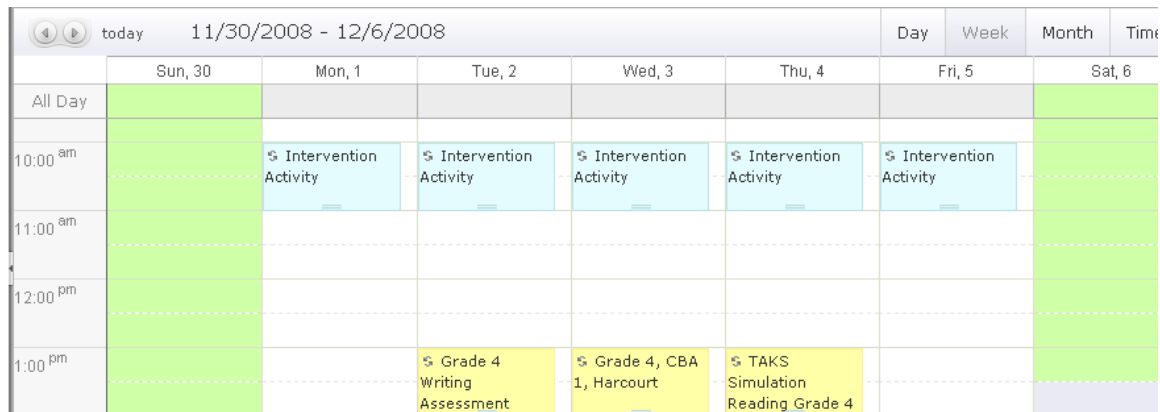 today 11/30/2008 - 12/6/2008 Day Week Month Time
Sun, 30 Mon, 1 Tue, 2 Wed, 3 Thu, 4 Fri, 5 Sat, 6
All Day
10:00 am
Intervention Activity
Intervention Activity
Intervention Activity
Intervention Activity
Intervention Activity
11:00 am
12:00 pm
1:00 pm
Grade 4
Writing
Assessment
Grade 4, CBA
1, Harcourt
TAKS
Simulation
Reading Grade 4